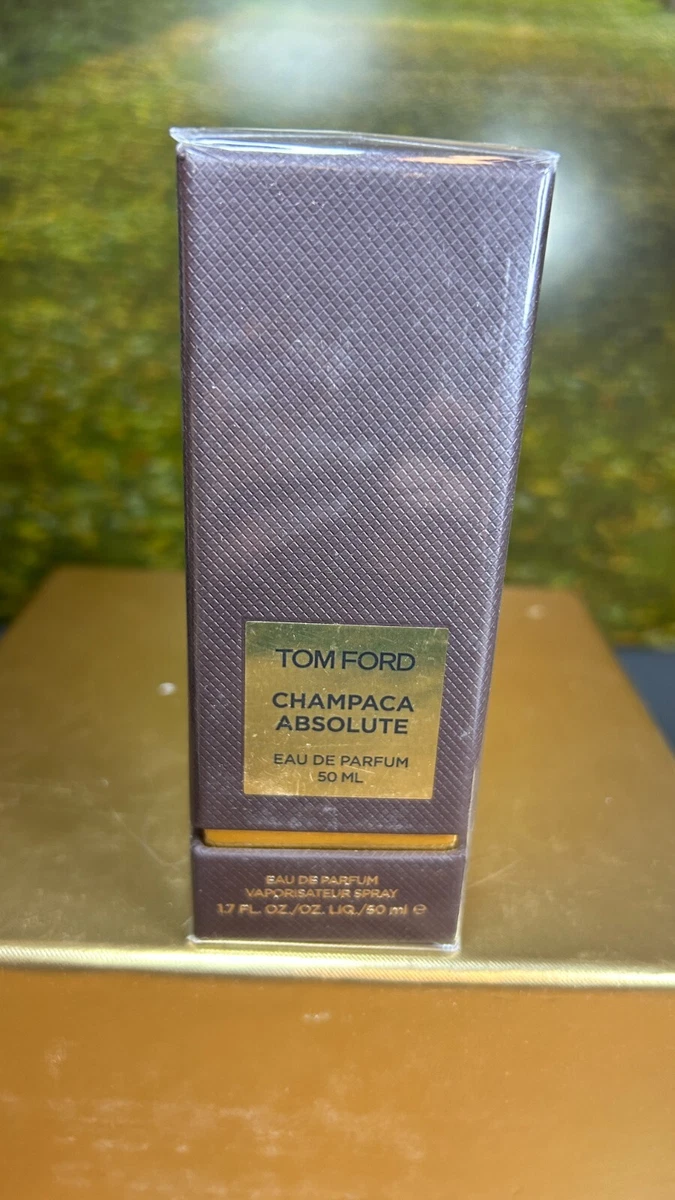 TOM FORD
CHAMPACA
ABSOLUTE
EAU DE PARFUM
50 ML
EAU DE PARFUM
VAPORISATEUR SPRAY
1.7 FL. OZ./OZ. LIQ./50 ml ℮